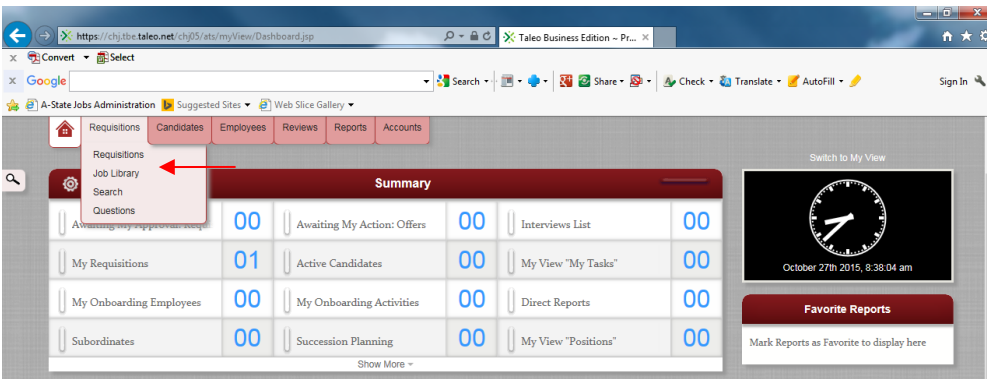 https://chj.tbe.taleo.net/chj05/ats/myView/Dashboard.jsp
Taleo Business Edition ~ Pr... ×
x Convert Select
x Google Search Share Check Translate AutoFill Sign In
A-State Jobs Administration Suggested Sites Web Slice Gallery
Requisitions Candidates Employees Reviews Reports Accounts
Requisitions
Job Library
Search
Questions
Switch to My View
Summary
00 Awaiting My Action: Offers 00 Interviews List 00
My Requisitions 01 Active Candidates 00 My View "My Tasks" 00
October 27th 2015, 8:38:04 am
My Onboarding Employees 00 My Onboarding Activities 00 Direct Reports 00
Favorite Reports
Subordinates 00 Succession Planning 00 My View "Positions" 00
Mark Reports as Favorite to display here
Show More